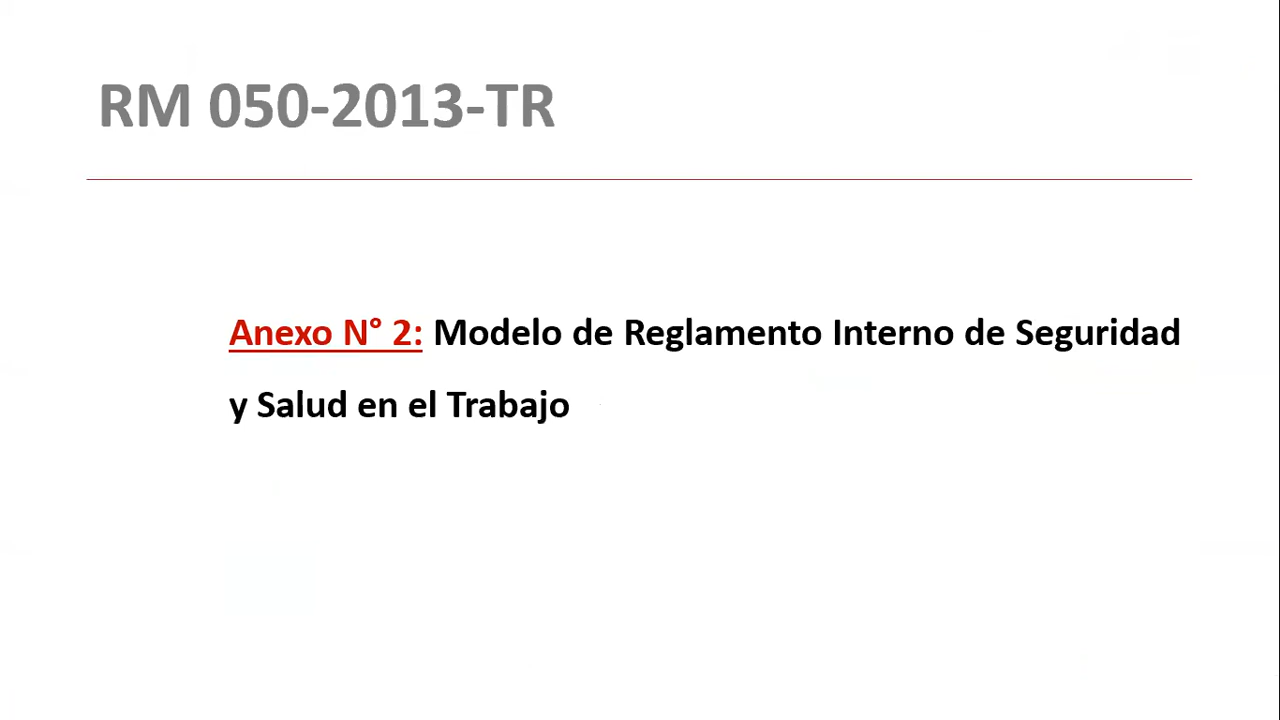 RM 050-2013-TR
Anexo N° 2: Modelo de Reglamento Interno de Seguridad
y Salud en el Trabajo